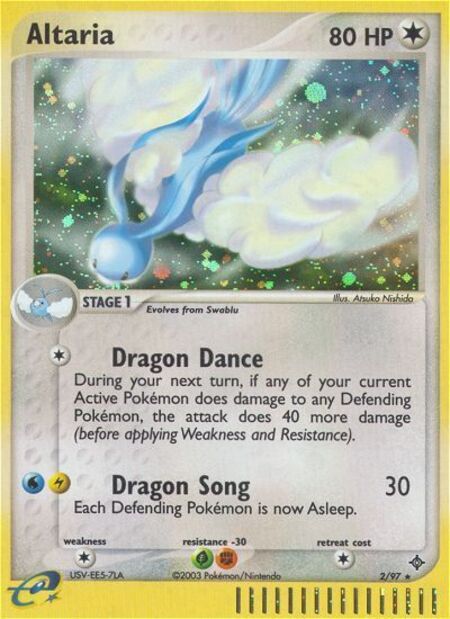 Altaria 80 HP
Illus. Atsuko Nishida
STAGE 1
Evolves from Swablu
Dragon Dance
During your next turn, if any of your current
Active Pokémon does damage to any Defending
Pokémon, the attack does 40 more damage
(before applying Weakness and Resistance).
Dragon Song 30
Each Defending Pokémon is now Asleep.
weakness resistance -30 retreat cost
USV-EE5-7LA ©2003 Pokémon/Nintendo 2/97 ★
e